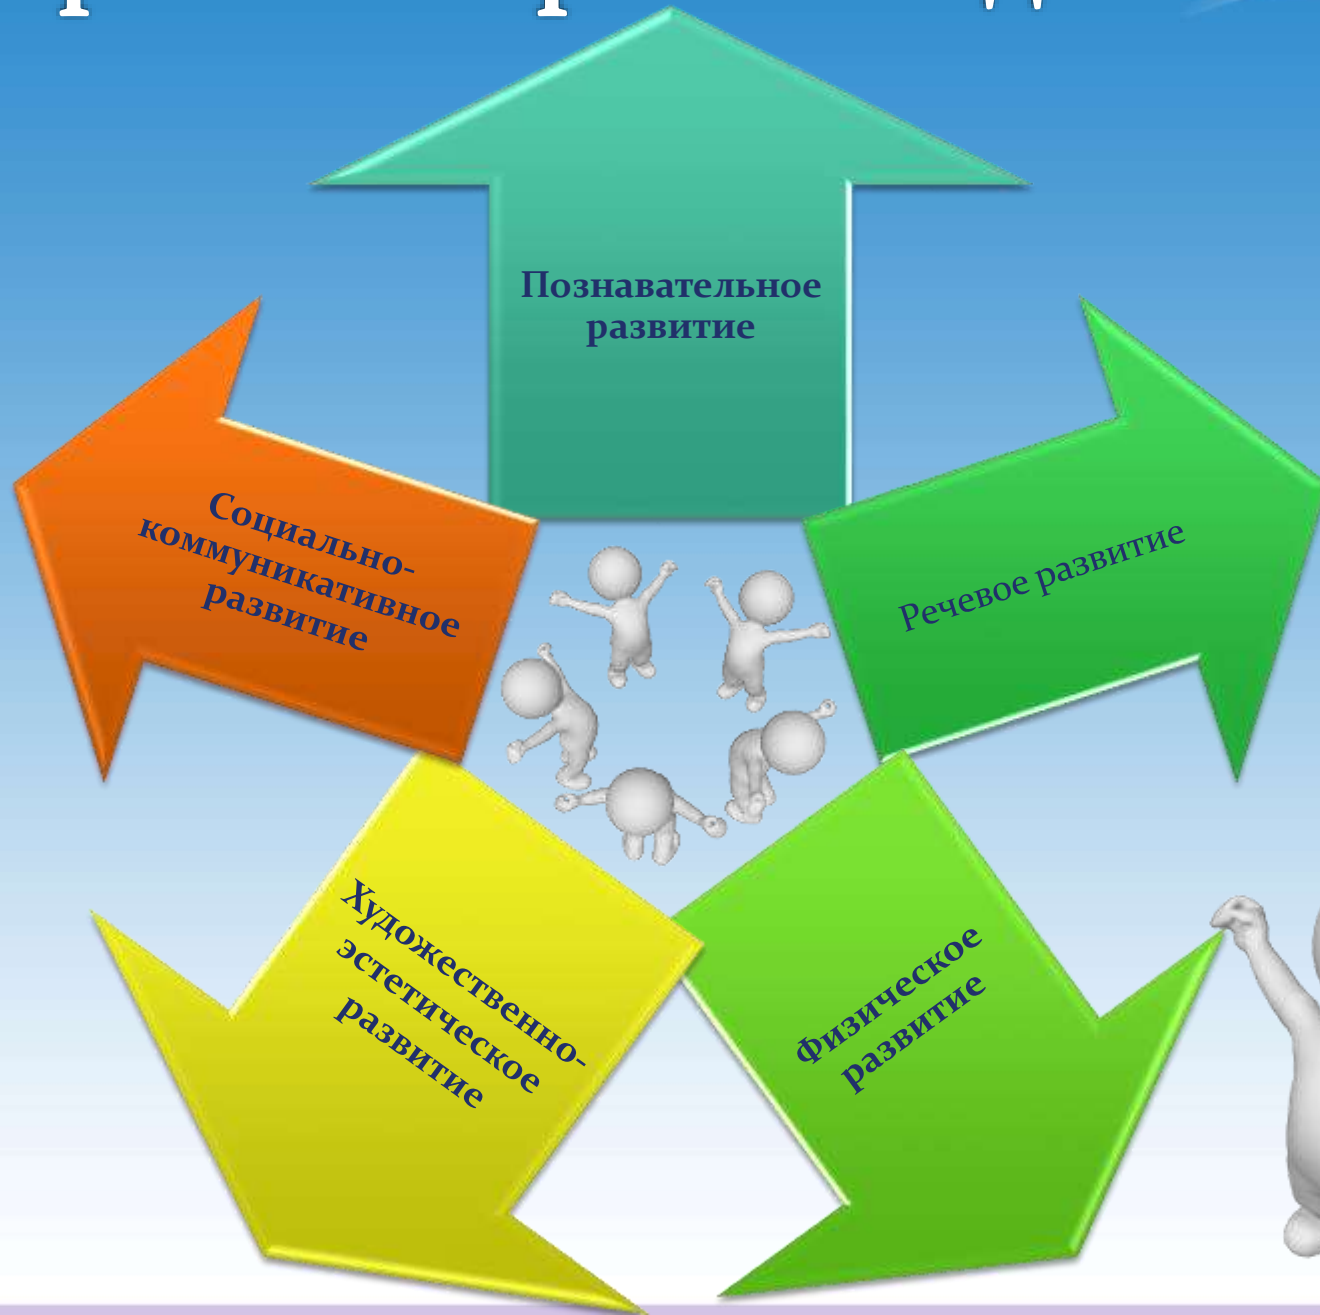 Познавательное
развитие
Социально-
коммуникативное
развитие
Речевое развитие
Художественно-
эстетическое
развитие
Физическое
развитие